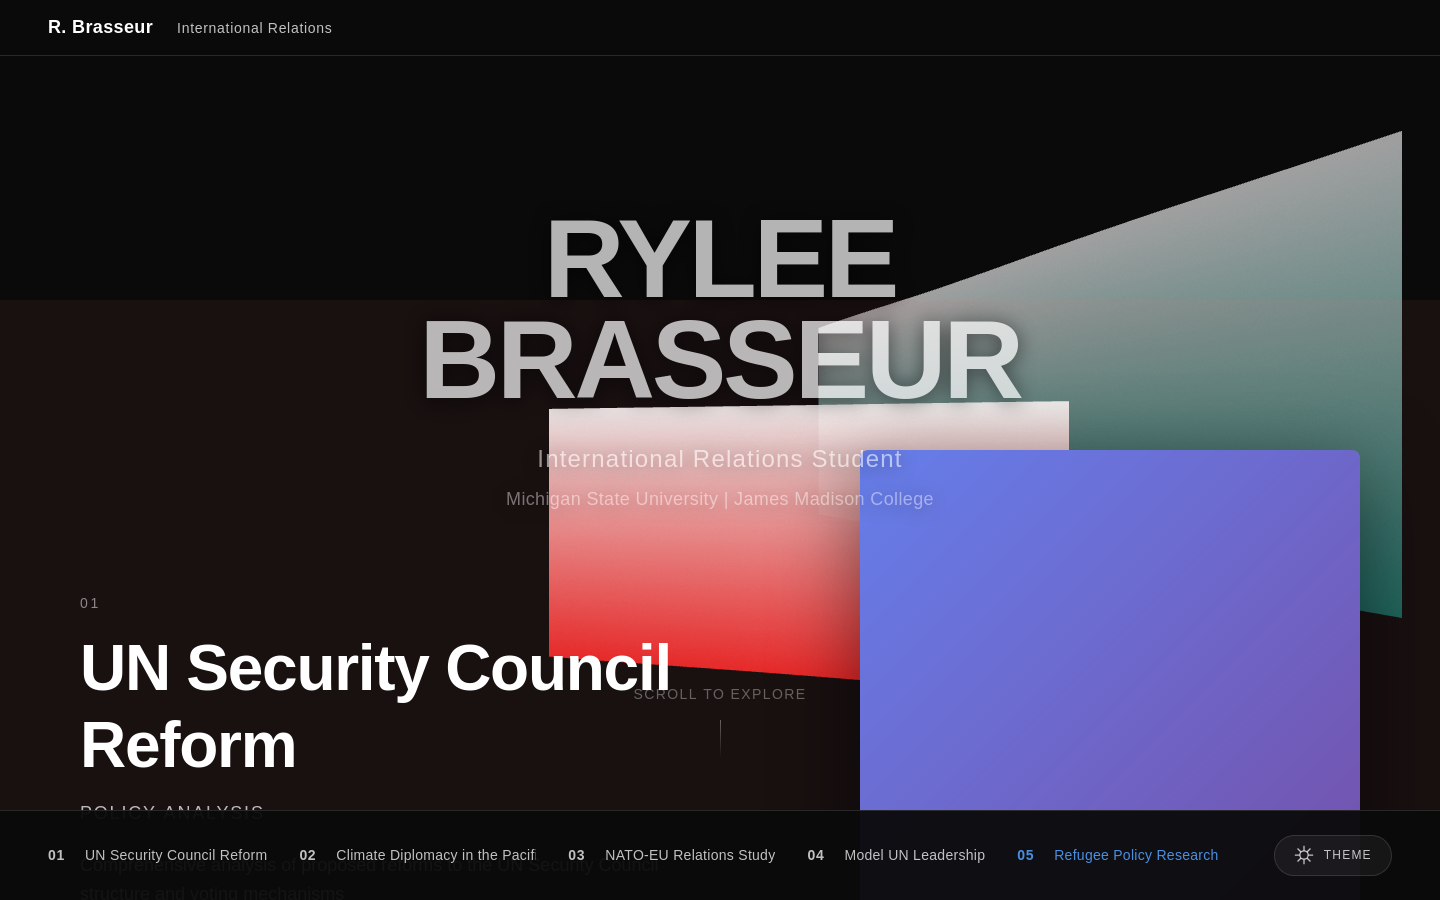 R. Brasseur International Relations
RYLEE
BRASSEUR
International Relations Student
Michigan State University | James Madison College
01
UN Security Council
Reform
SCROLL TO EXPLORE
POLICY ANALYSIS
Comprehensive analysis of proposed reforms to the UN Security Council
structure and voting mechanisms
01 UN Security Council Reform 02 Climate Diplomacy in the Pacif 03 NATO-EU Relations Study 04 Model UN Leadership 05 Refugee Policy Research THEME